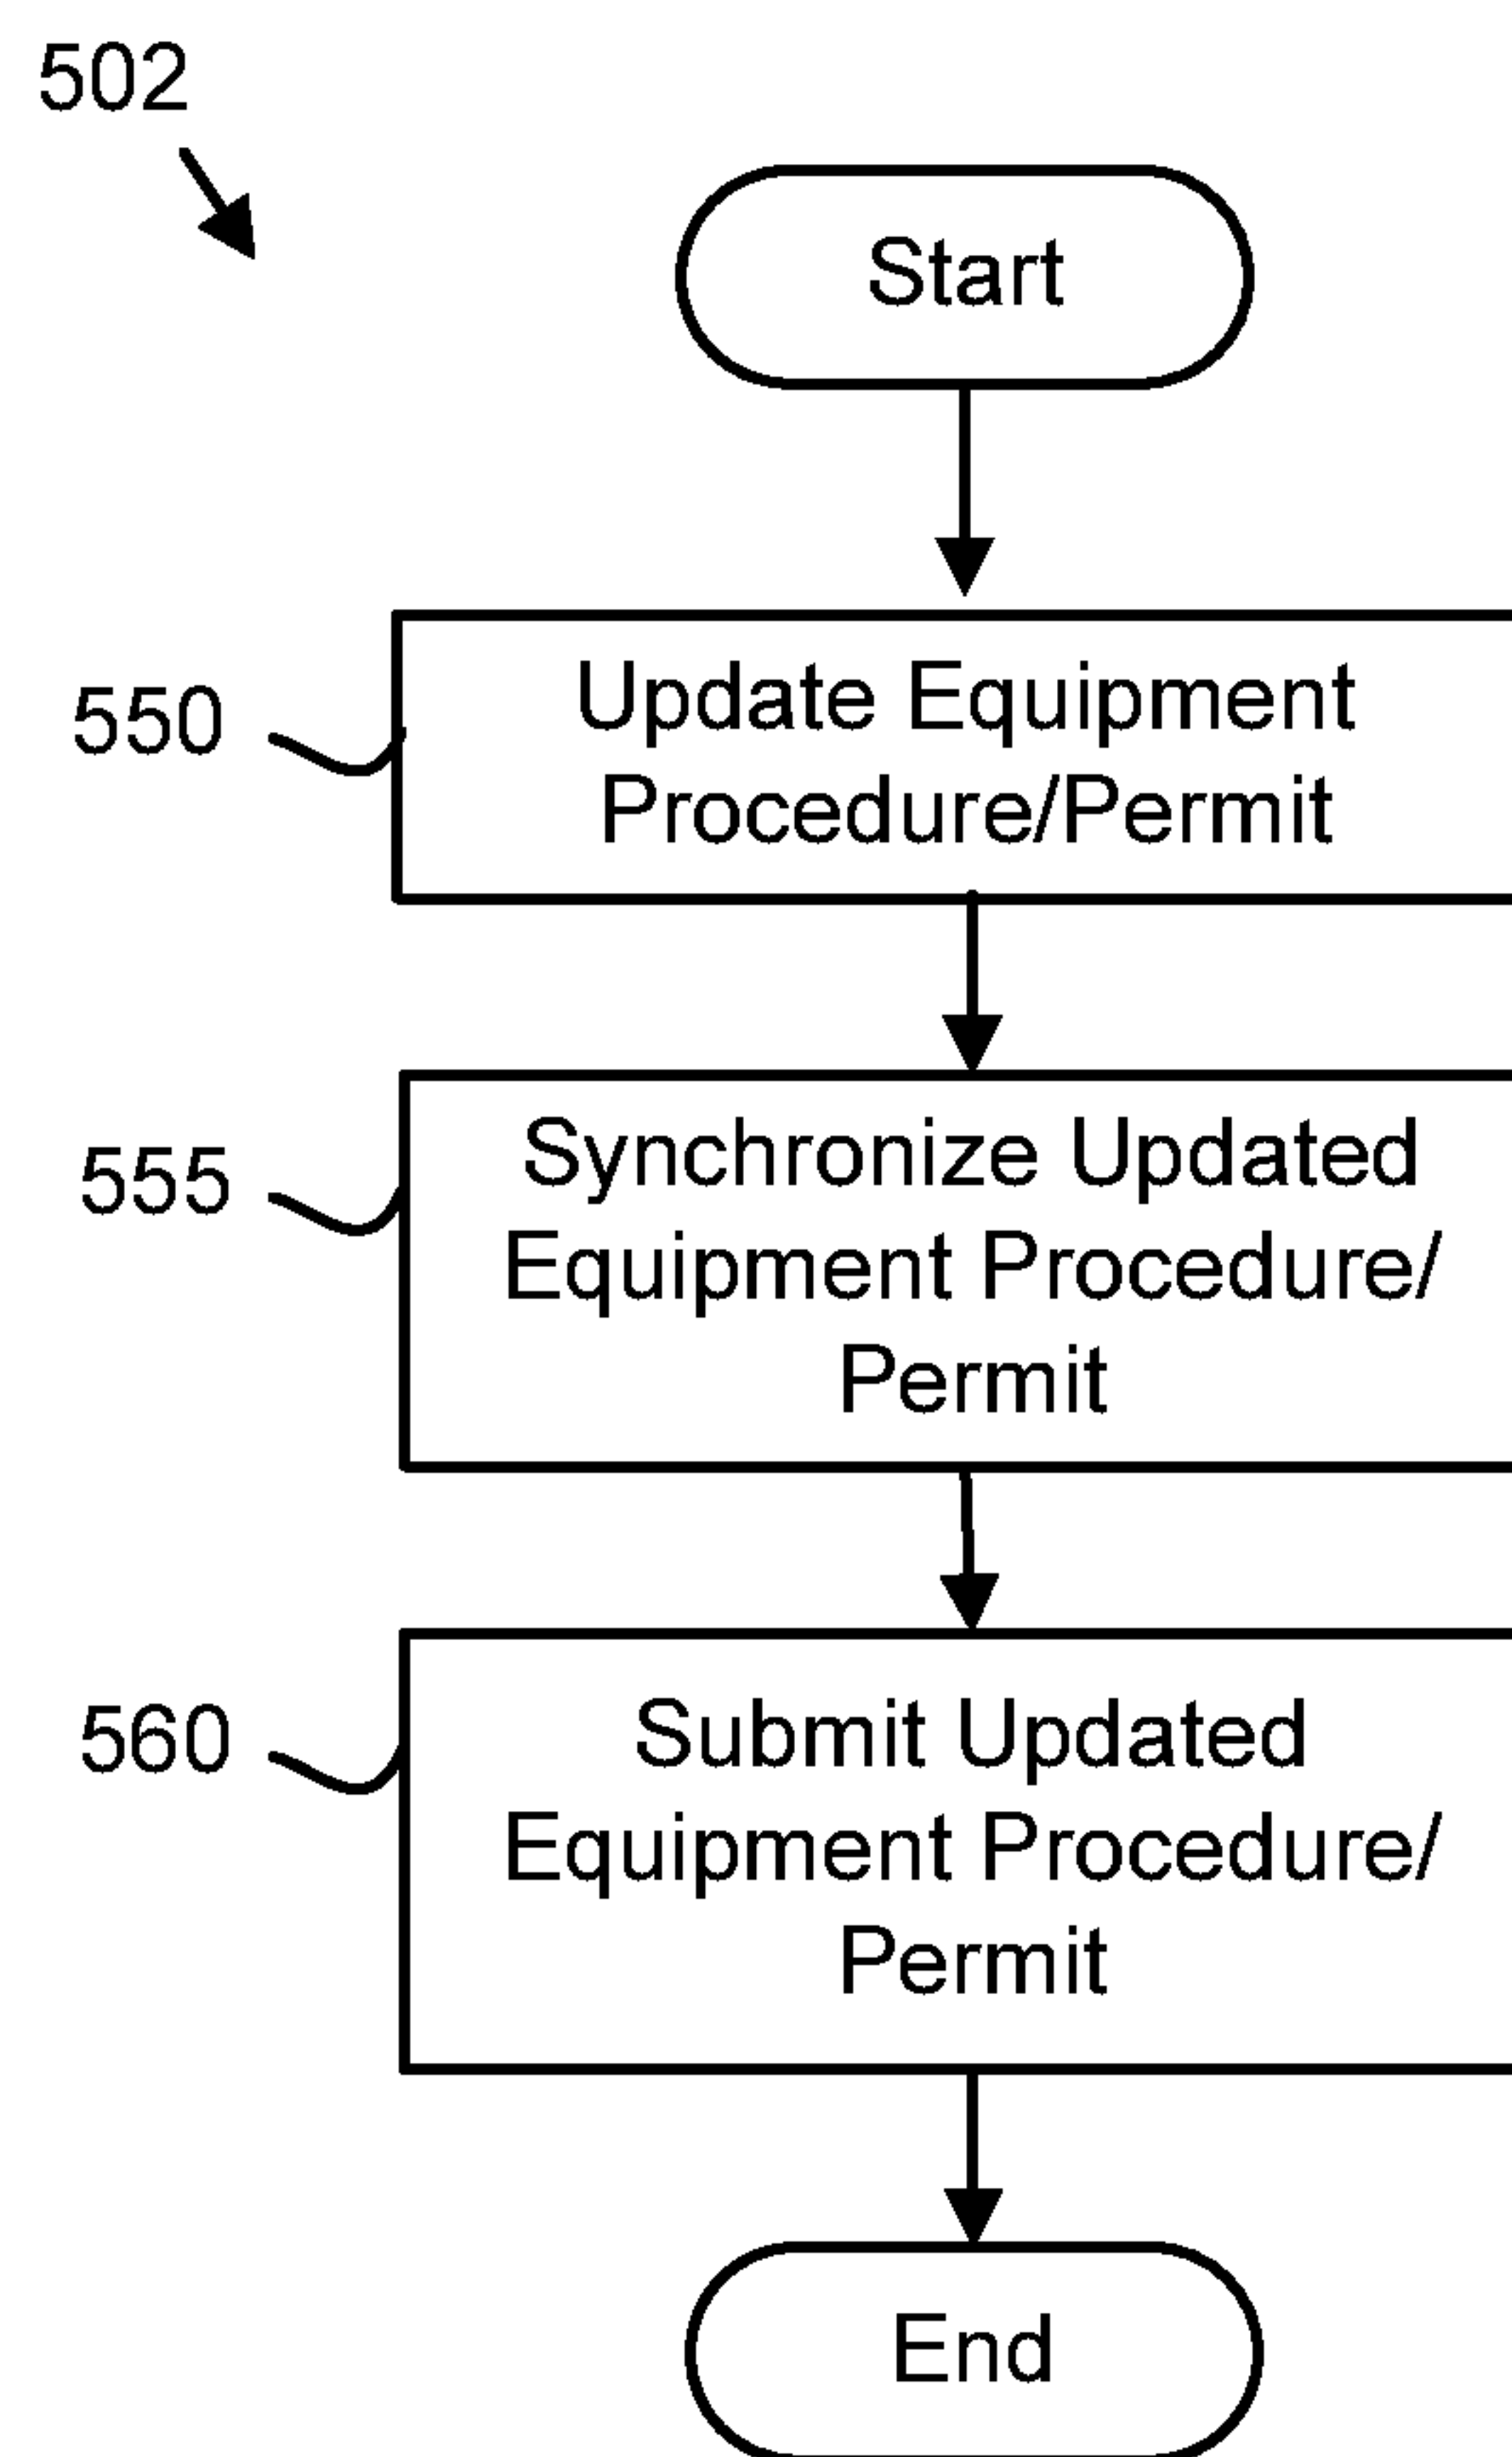 502
Start
550
Update Equipment
Procedure/Permit
555
Synchronize Updated
Equipment Procedure/
Permit
560
Submit Updated
Equipment Procedure/
Permit
End